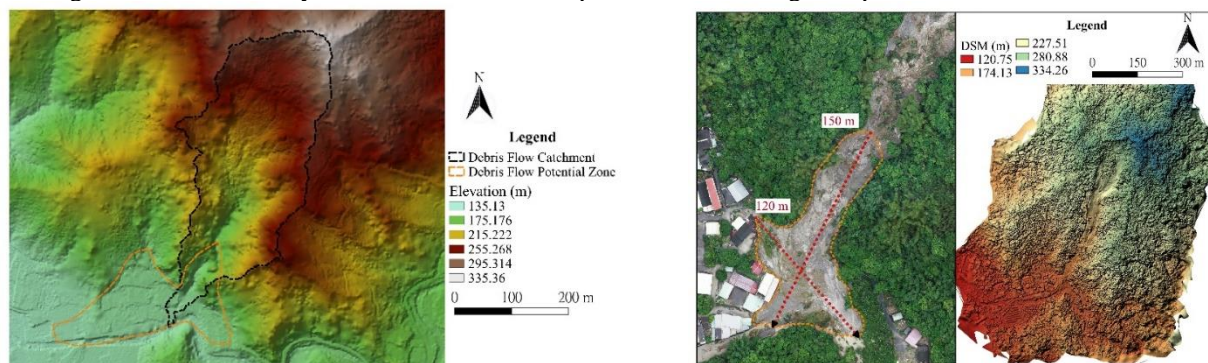 N
Legend
Debris Flow Catchment
Debris Flow Potential Zone
Elevation (m)
135.13
175.176
215.222
255.268
295.314
335.36
0 100 200 m
150 m
120 m
Legend
N
DSM (m)
120.75
174.13
227.51
280.88
334.26
0 150 300 m